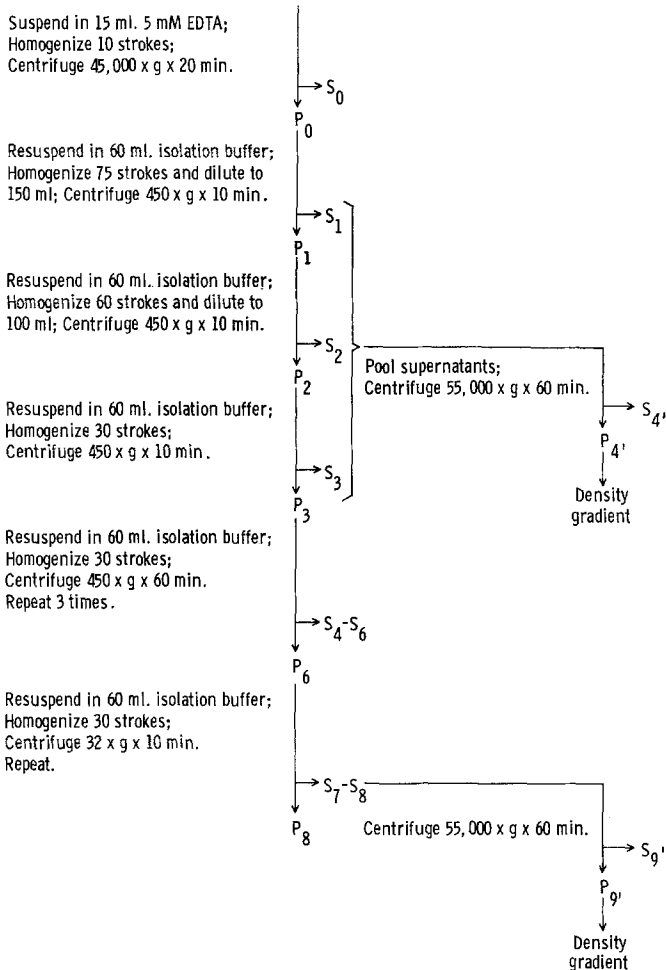 Suspend in 15 ml. 5 mM EDTA;
Homogenize 10 strokes;
Centrifuge 45,000 x g x 20 min.
S0
P0
Resuspend in 60 ml. isolation buffer;
Homogenize 75 strokes and dilute to
150 ml; Centrifuge 450 x g x 10 min.
S1
P1
Resuspend in 60 ml. isolation buffer;
Homogenize 60 strokes and dilute to
100 ml; Centrifuge 450 x g x 10 min.
S2
P2
Pool supernatants;
Centrifuge 55,000 x g x 60 min.
S4'
P4'
Density
gradient
Resuspend in 60 ml. isolation buffer;
Homogenize 30 strokes;
Centrifuge 450 x g x 10 min.
S3
P3
Resuspend in 60 ml. isolation buffer;
Homogenize 30 strokes;
Centrifuge 450 x g x 60 min.
Repeat 3 times.
S4-S6
P6
Resuspend in 60 ml. isolation buffer;
Homogenize 30 strokes;
Centrifuge 32 x g x 10 min.
Repeat.
S7-S8
P8
Centrifuge 55,000 x g x 60 min.
S9'
P9'
Density
gradient